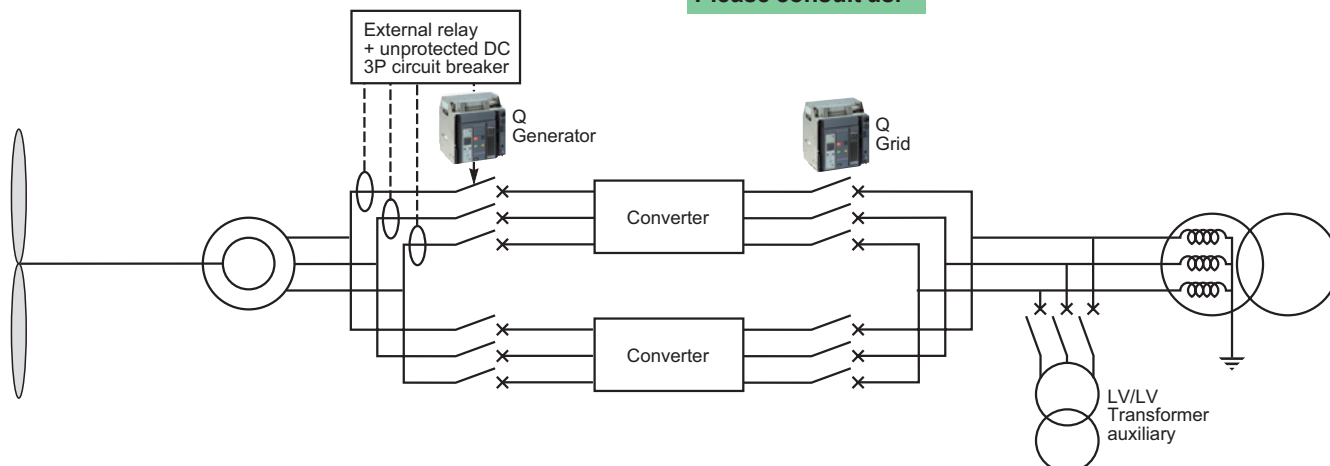 Please consult us.
External relay
+ unprotected DC
3P circuit breaker
Q
Generator
Q
Grid
Converter
Converter
LV/LV
Transformer
auxiliary